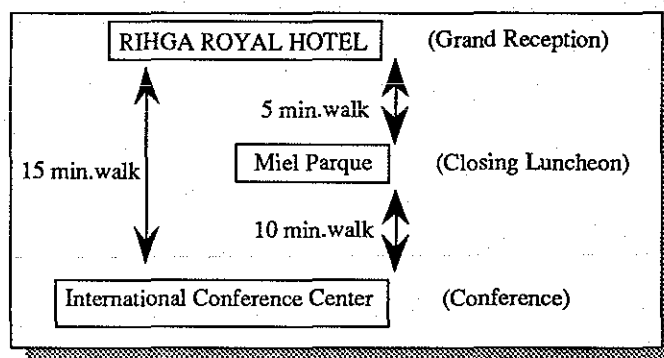 RIHGA ROYAL HOTEL (Grand Reception)
5 min.walk
Miel Parque (Closing Luncheon)
15 min.walk
10 min.walk
International Conference Center (Conference)